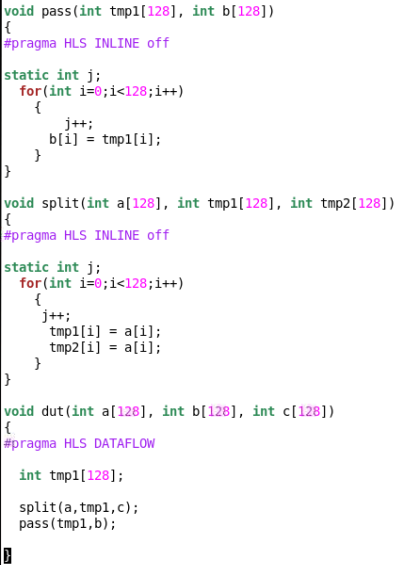 void pass(int tmp1[128], int b[128])
{
#pragma HLS INLINE off
static int j;
for(int i=0;i<128;i++)
{
j++;
b[i] = tmp1[i];
}
}
void split(int a[128], int tmp1[128], int tmp2[128])
{
#pragma HLS INLINE off
static int j;
for(int i=0;i<128;i++)
{
j++;
tmp1[i] = a[i];
tmp2[i] = a[i];
}
}
void dut(int a[128], int b[128], int c[128])
{
#pragma HLS DATAFLOW
int tmp1[128];
split(a,tmp1,c);
pass(tmp1,b);
}